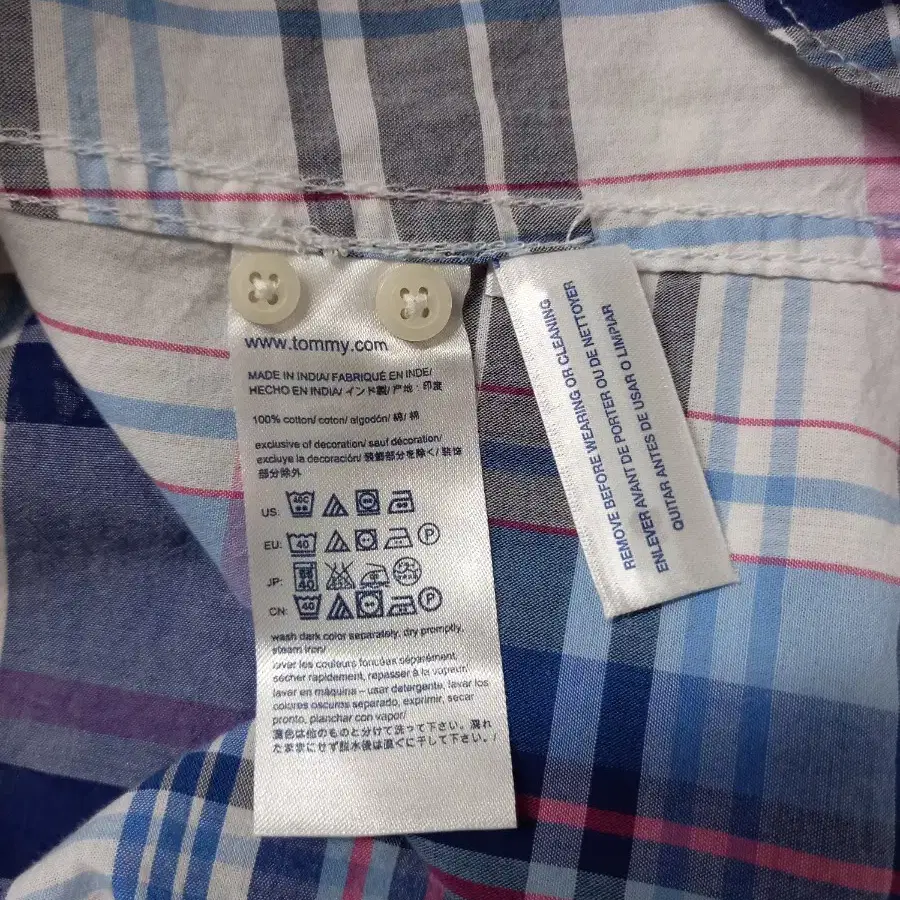 www.tommy.com
MADE IN INDIA/ FABRIQUÉ EN INDE/
HECHO EN INDIA/ インド製/ 产地：印度
100% cotton/ coton/ algodón/ 綿/ 棉
exclusive of decoration/ sauf décoration/
excluye la decoración/ 装飾部分を除く/ 装饰
部分除外
US: 40C
EU: 40 P
JP: 40
CN: 40 P
wash dark color separately, dry promptly,
steam iron/
laver les couleurs foncées séparément,
sécher rapidement, repasser à la vapeur/
lavar en máquina – usar detergente, lavar los
colores oscuros separado, exprimir, secar
pronto, planchar con vapor/
濃色は他のものと分けて洗って下さい。濡れ
たままにせず脱水後は直ぐに干して下さい。/
REMOVE BEFORE WEARING OR CLEANING
ENLEVER AVANT DE PORTER OU DE NETTOYER
QUITAR ANTES DE USAR O LIMPIAR